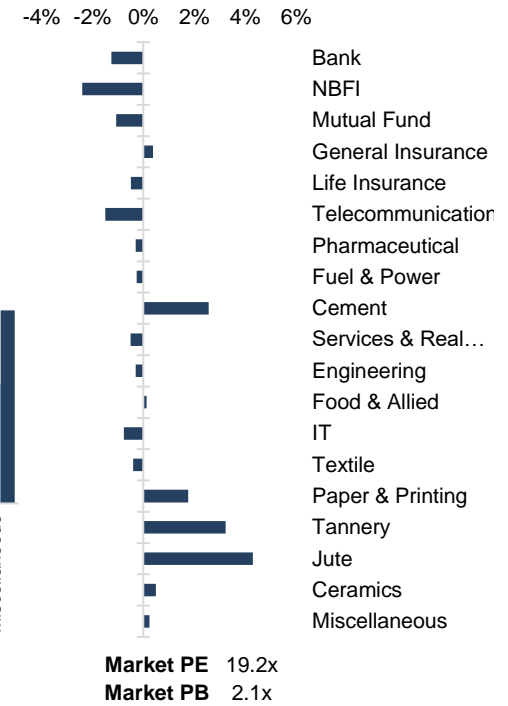 -4% -2% 0% 2% 4% 6%
Bank
NBFI
Mutual Fund
General Insurance
Life Insurance
Telecommunication
Pharmaceutical
Fuel & Power
Cement
Services & Real…
Engineering
Food & Allied
IT
Textile
Paper & Printing
Tannery
Jute
Ceramics
Miscellaneous
Market PE 19.2x
Market PB 2.1x